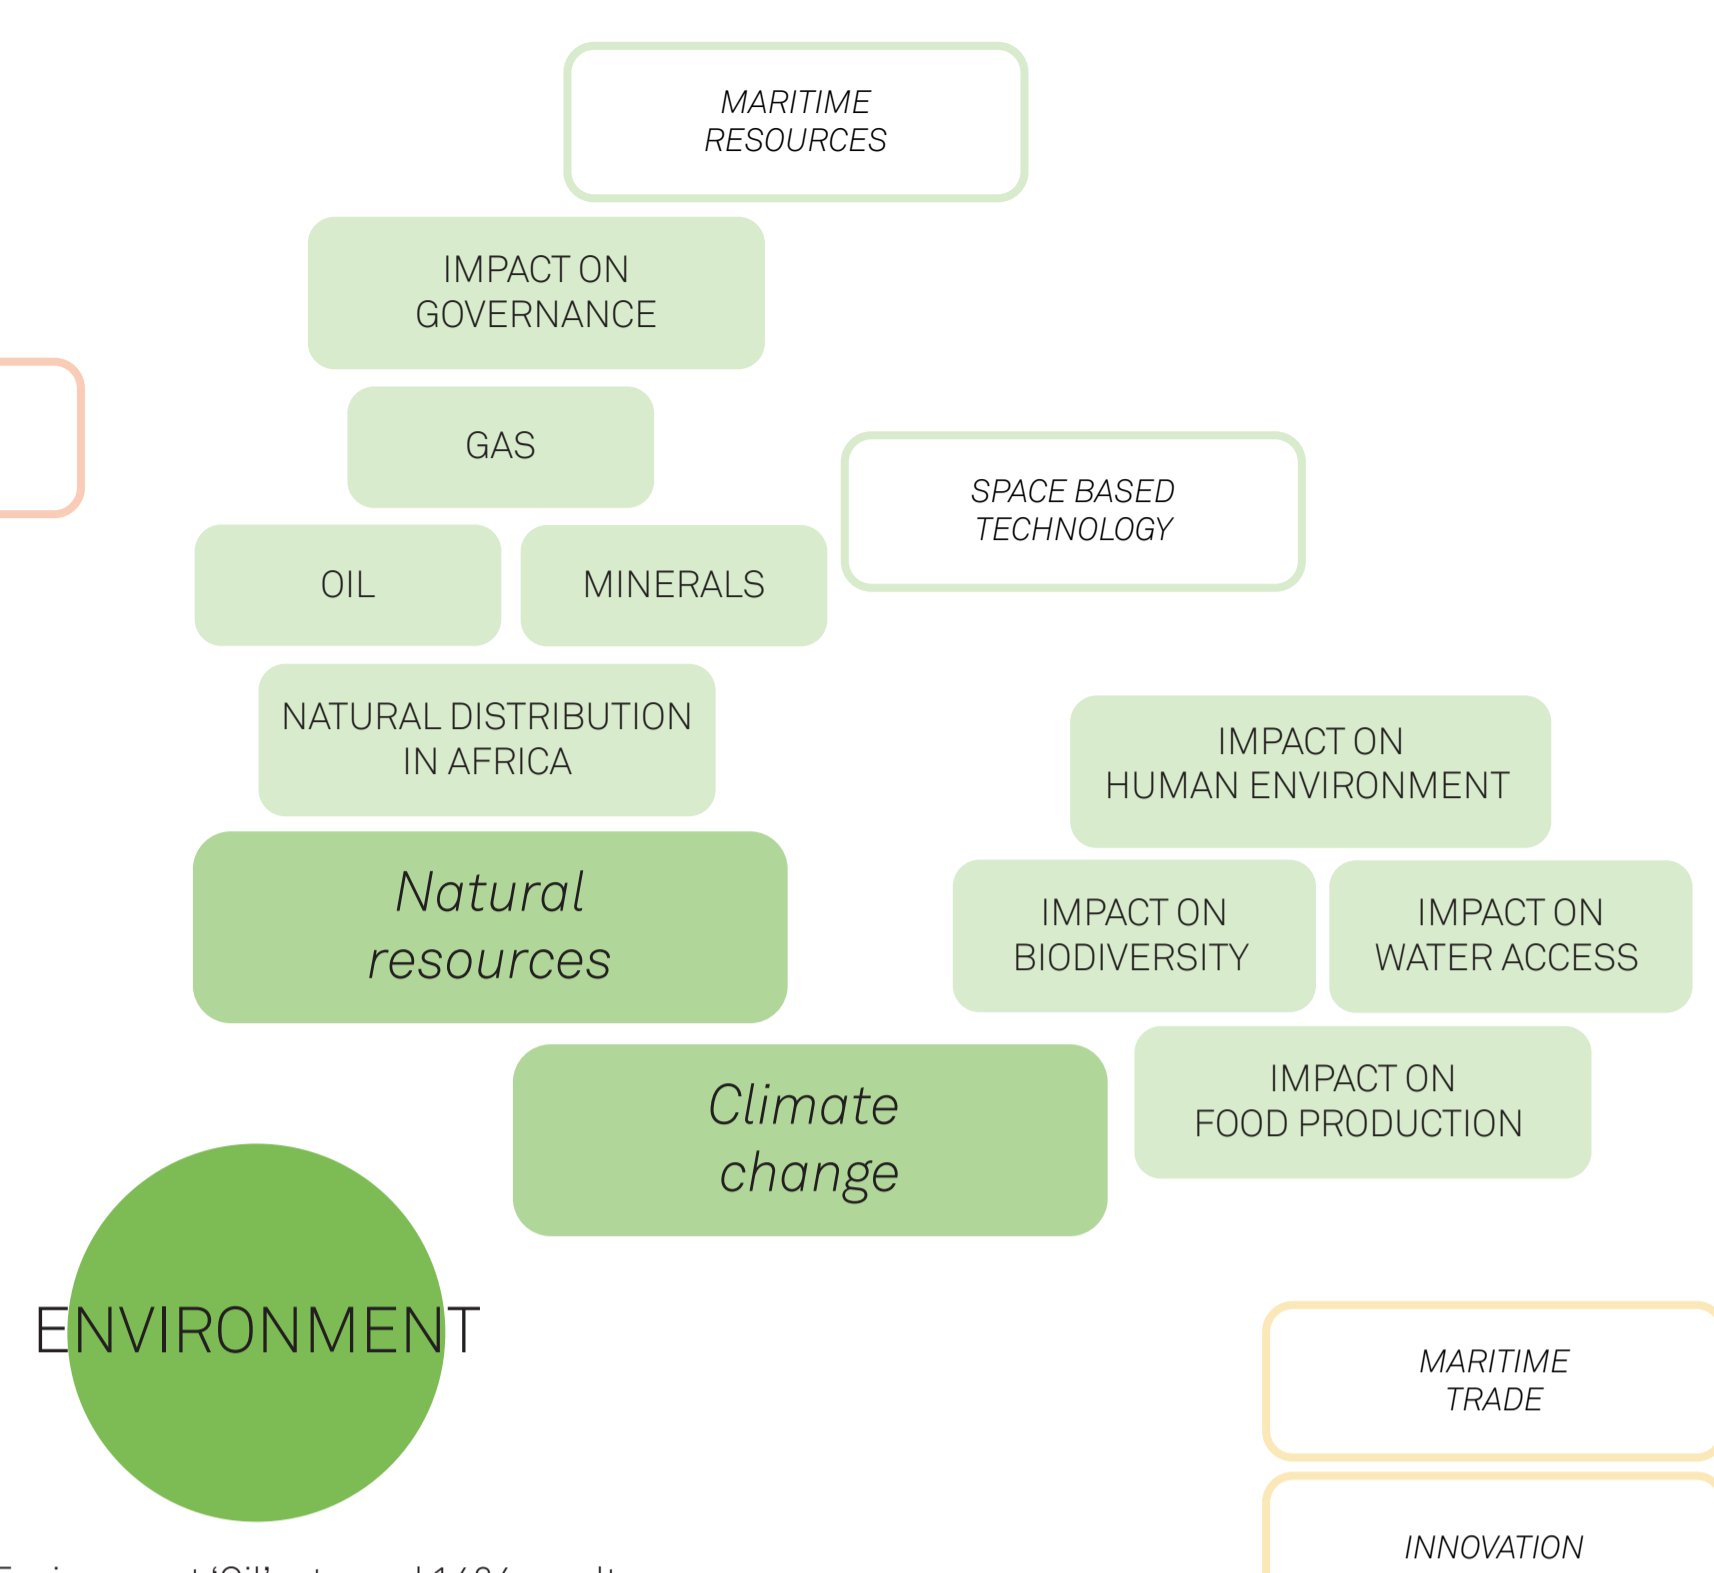 MARITIME
RESOURCES
IMPACT ON
GOVERNANCE
GAS
SPACE BASED
TECHNOLOGY
OIL
MINERALS
NATURAL DISTRIBUTION
IN AFRICA
IMPACT ON
HUMAN ENVIRONMENT
Natural
resources
IMPACT ON
BIODIVERSITY
IMPACT ON
WATER ACCESS
IMPACT ON
FOOD PRODUCTION
Climate
change
ENVIRONMENT
MARITIME
TRADE
INNOVATION